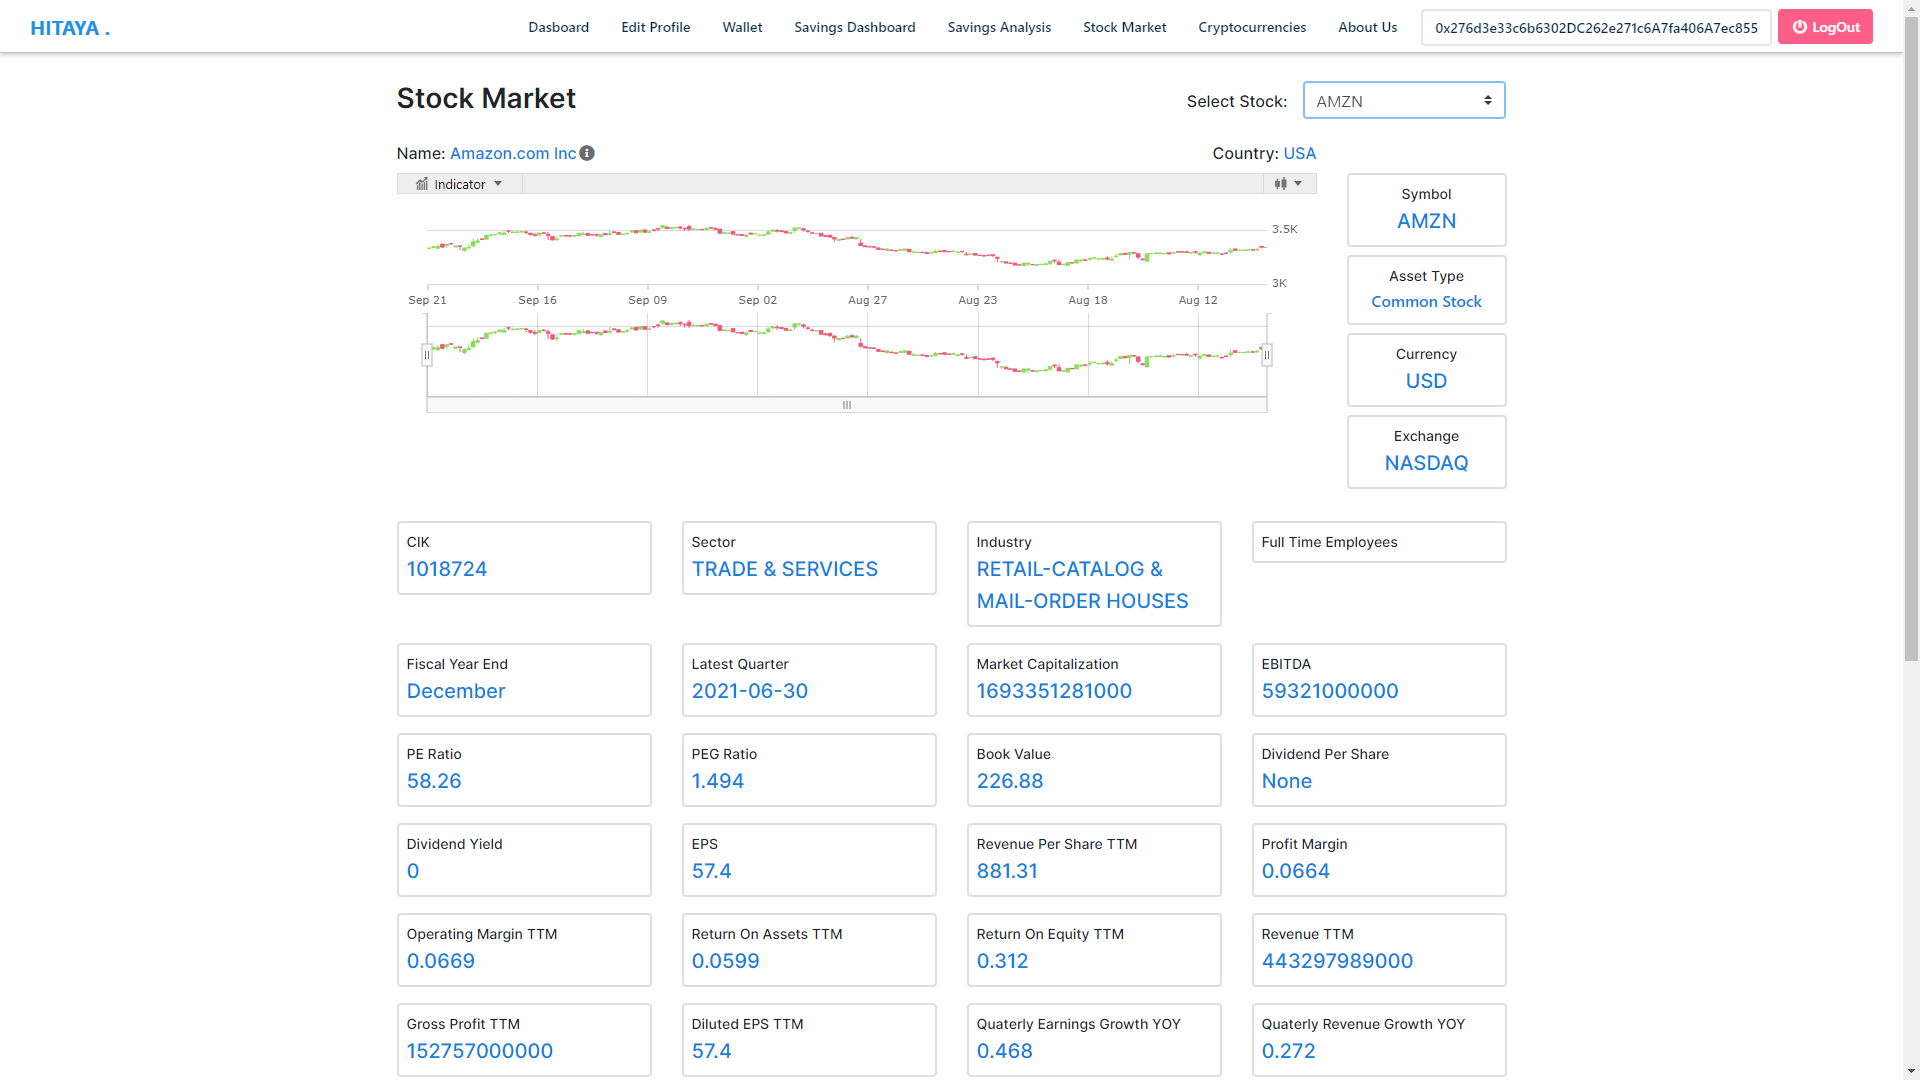 HITAYA .
Dasboard Edit Profile Wallet Savings Dashboard Savings Analysis Stock Market Cryptocurrencies About Us 0x276d3e33c6b6302DC262e271c6A7fa406A7ec855 LogOut
Stock Market
Select Stock: AMZN
Name: Amazon.com Inc
Country: USA
Indicator
3.5K
3K
Sep 21 Sep 16 Sep 09 Sep 02 Aug 27 Aug 23 Aug 18 Aug 12
Symbol
AMZN
Asset Type
Common Stock
Currency
USD
Exchange
NASDAQ
CIK
1018724
Sector
TRADE & SERVICES
Industry
RETAIL-CATALOG &
MAIL-ORDER HOUSES
Full Time Employees
Fiscal Year End
December
Latest Quarter
2021-06-30
Market Capitalization
1693351281000
EBITDA
59321000000
PE Ratio
58.26
PEG Ratio
1.494
Book Value
226.88
Dividend Per Share
None
Dividend Yield
0
EPS
57.4
Revenue Per Share TTM
881.31
Profit Margin
0.0664
Operating Margin TTM
0.0669
Return On Assets TTM
0.0599
Return On Equity TTM
0.312
Revenue TTM
443297989000
Gross Profit TTM
152757000000
Diluted EPS TTM
57.4
Quaterly Earnings Growth YOY
0.468
Quaterly Revenue Growth YOY
0.272